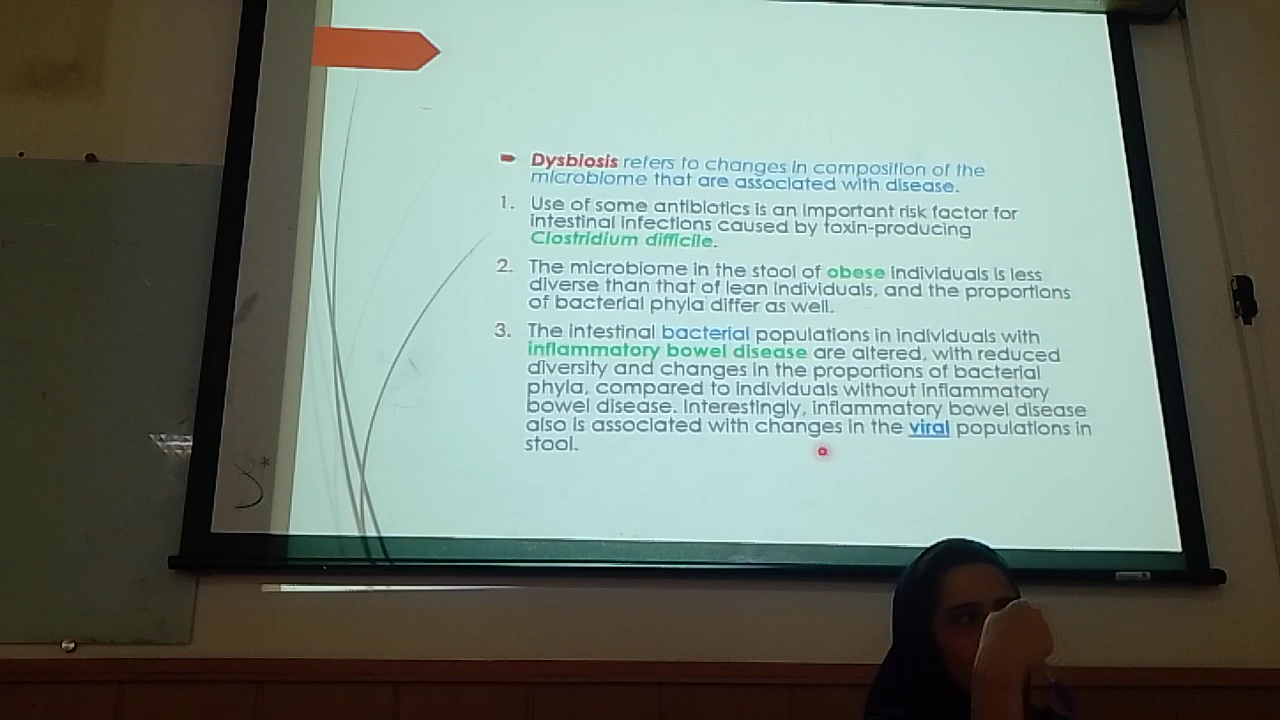 Dysbiosis refers to changes in composition of the
microbiome that are associated with disease.
1. Use of some antibiotics is an important risk factor for
intestinal infections caused by toxin-producing
Clostridium difficile.
2. The microbiome in the stool of obese individuals is less
diverse than that of lean individuals, and the proportions
of bacterial phyla differ as well.
3. The intestinal bacterial populations in individuals with
inflammatory bowel disease are altered, with reduced
diversity and changes in the proportions of bacterial
phyla, compared to individuals without inflammatory
bowel disease. Interestingly, inflammatory bowel disease
also is associated with changes in the viral populations in
stool.